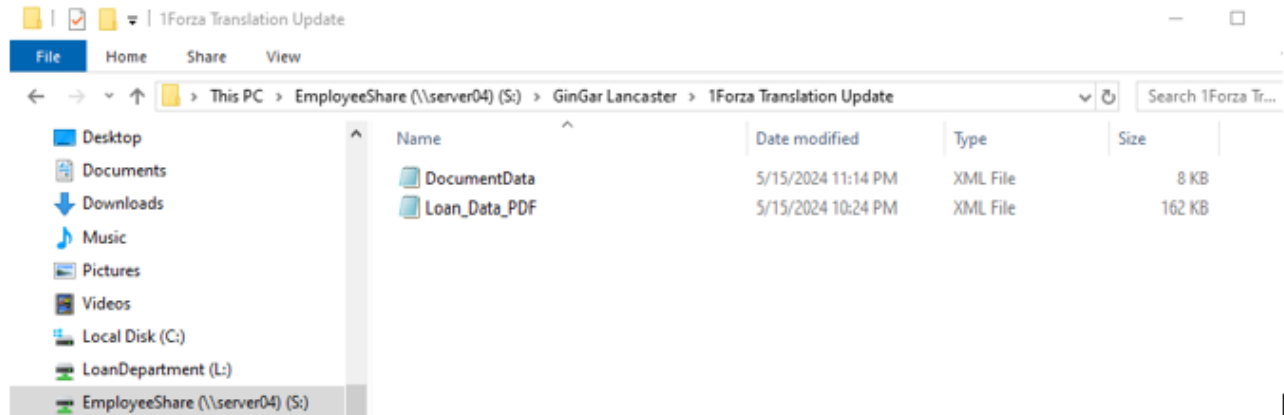 1Forza Translation Update
File Home Share View
This PC > EmployeeShare (\\server04) (S:) > GinGar Lancaster > 1Forza Translation Update
Search 1Forza Tr...
Desktop
Documents
Downloads
Music
Pictures
Videos
Local Disk (C:)
LoanDepartment (L:)
EmployeeShare (\\server04) (S:)
Name Date modified Type Size
DocumentData 5/15/2024 11:14 PM XML File 8 KB
Loan_Data_PDF 5/15/2024 10:24 PM XML File 162 KB